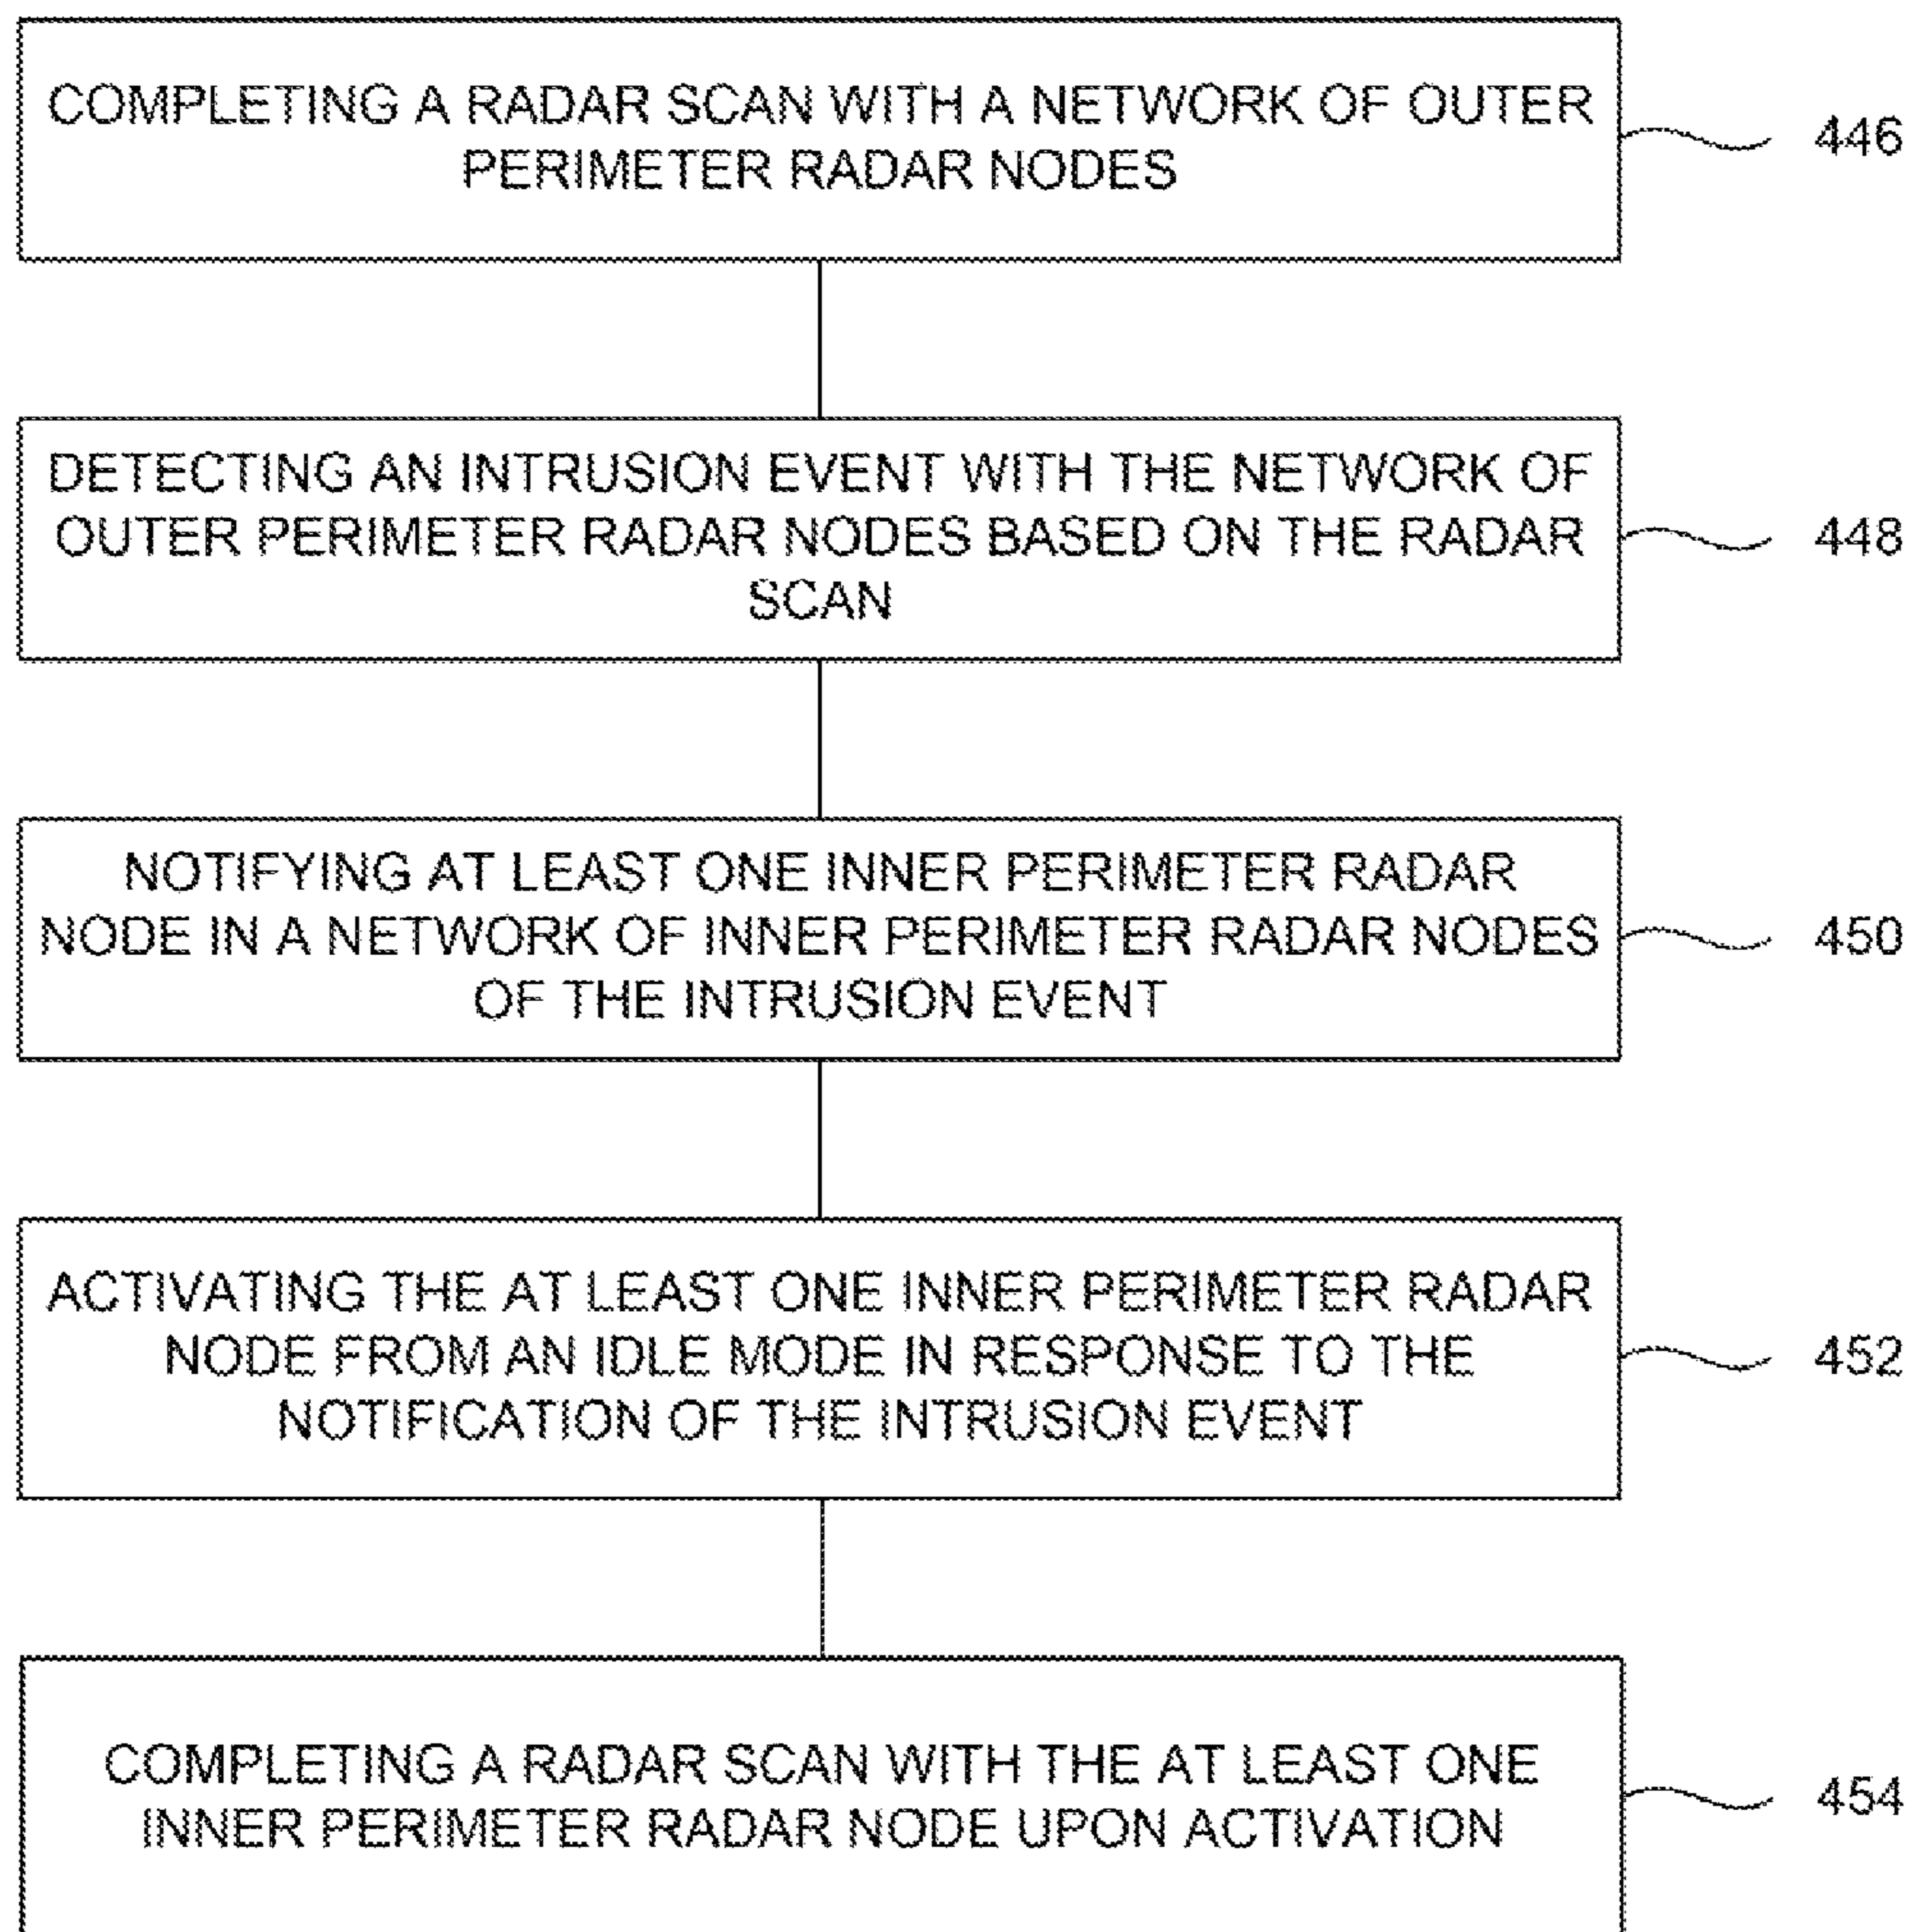 COMPLETING A RADAR SCAN WITH A NETWORK OF OUTER
PERIMETER RADAR NODES
446
DETECTING AN INTRUSION EVENT WITH THE NETWORK OF
OUTER PERIMETER RADAR NODES BASED ON THE RADAR
SCAN
448
NOTIFYING AT LEAST ONE INNER PERIMETER RADAR
NODE IN A NETWORK OF INNER PERIMETER RADAR NODES
OF THE INTRUSION EVENT
450
ACTIVATING THE AT LEAST ONE INNER PERIMETER RADAR
NODE FROM AN IDLE MODE IN RESPONSE TO THE
NOTIFICATION OF THE INTRUSION EVENT
452
COMPLETING A RADAR SCAN WITH THE AT LEAST ONE
INNER PERIMETER RADAR NODE UPON ACTIVATION
454